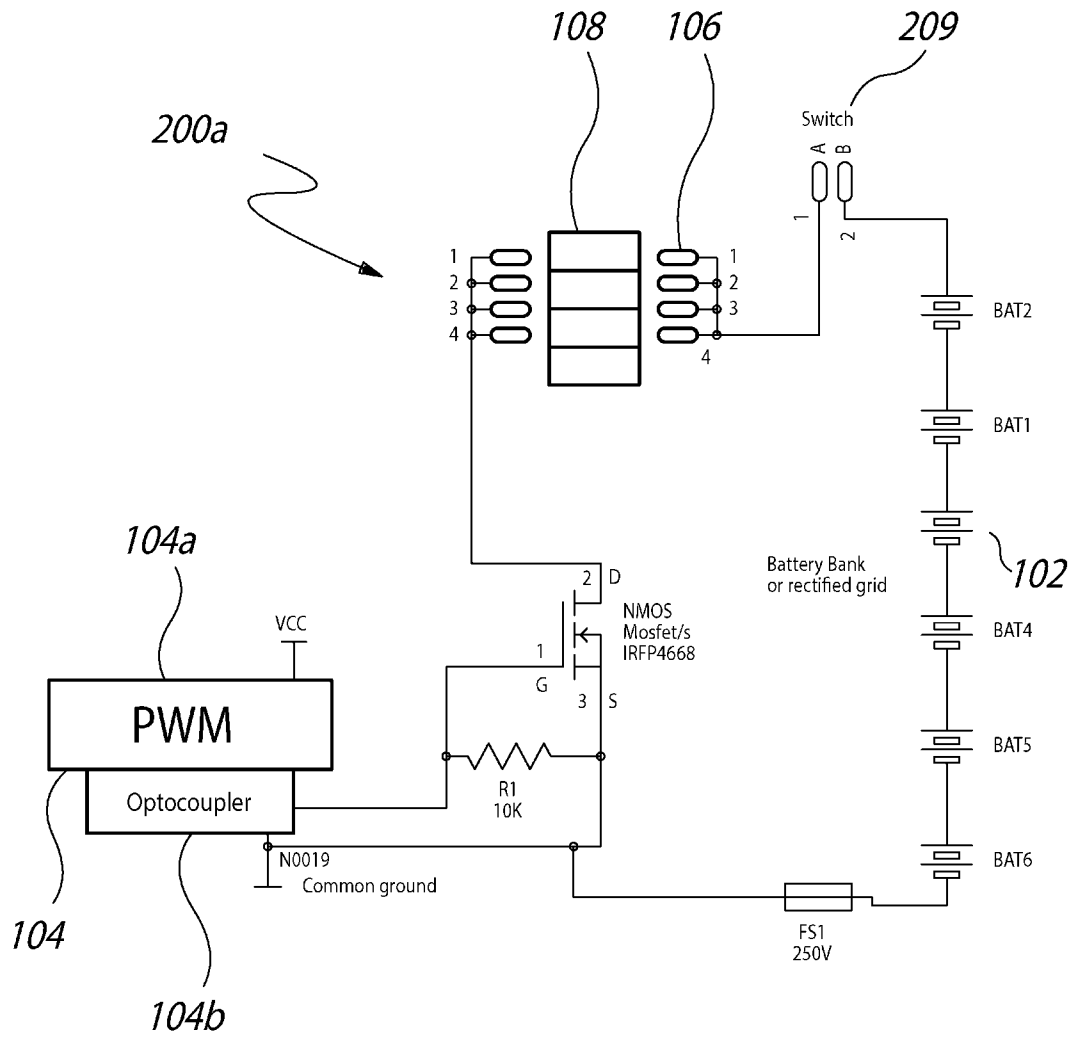 108
106
209
200a
Switch
A
B
1
2
1
2
3
4
1
2
3
4
BAT2
BAT1
104a
Battery Bank
or rectified grid
102
2
D
NMOS
Mosfet/s
IRFP4668
VCC
1
G
3
S
BAT4
PWM
BAT5
R1
10K
Optocoupler
N0019
Common ground
BAT6
FS1
250V
104
104b